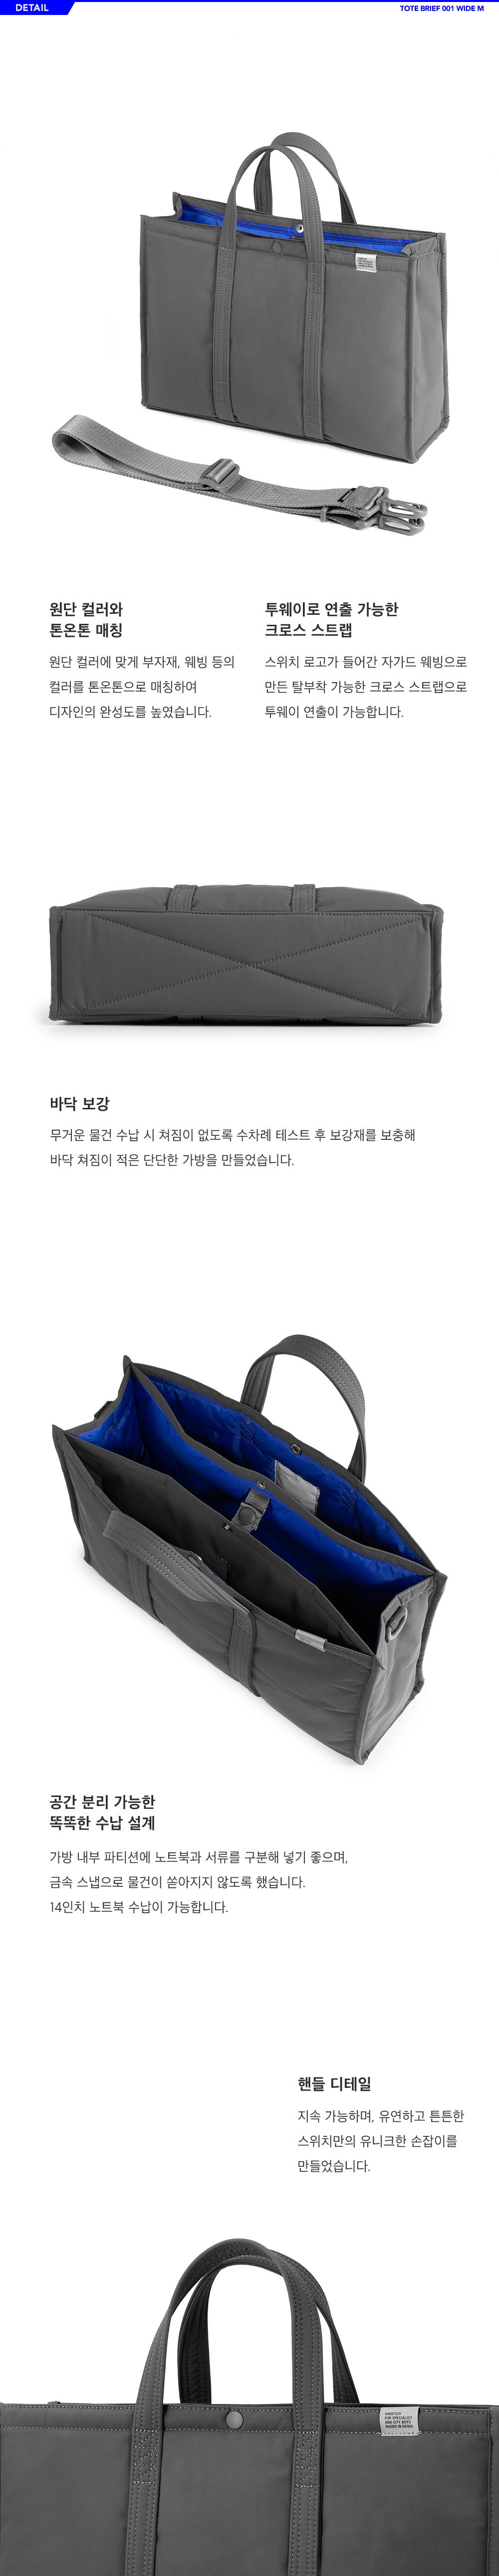 DETAIL
TOTE BRIEF 001 WIDE M
원단 컬러와
톤온톤 매칭
원단 컬러에 맞게 부자재, 웨빙 등의
컬러를 톤온톤으로 매칭하여
디자인의 완성도를 높였습니다.
투웨이로 연출 가능한
크로스 스트랩
스위치 로고가 들어간 자가드 웨빙으로
만든 탈부착 가능한 크로스 스트랩으로
투웨이 연출이 가능합니다.
바닥 보강
무거운 물건 수납 시 쳐짐이 없도록 수차례 테스트 후 보강재를 보충해
바닥 쳐짐이 적은 단단한 가방을 만들었습니다.
공간 분리 가능한
똑똑한 수납 설계
가방 내부 파티션에 노트북과 서류를 구분해 넣기 좋으며,
금속 스냅으로 물건이 쏟아지지 않도록 했습니다.
14인치 노트북 수납이 가능합니다.
핸들 디테일
지속 가능하며, 유연하고 튼튼한
스위치만의 유니크한 손잡이를
만들었습니다.
FOR SPECIALIST
AND CITY BOYS